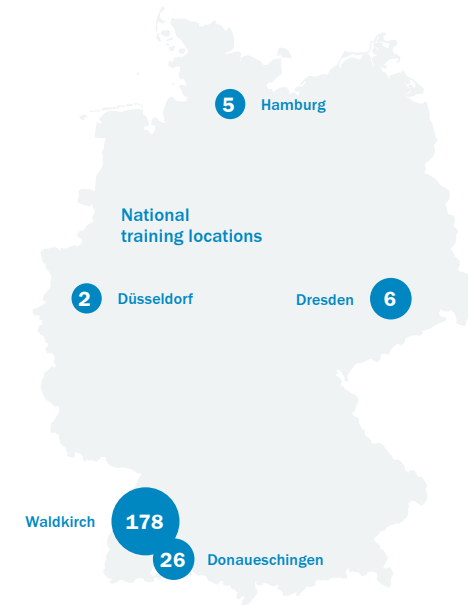 5 Hamburg
National
training locations
2 Düsseldorf
Dresden 6
Waldkirch 178
26 Donaueschingen